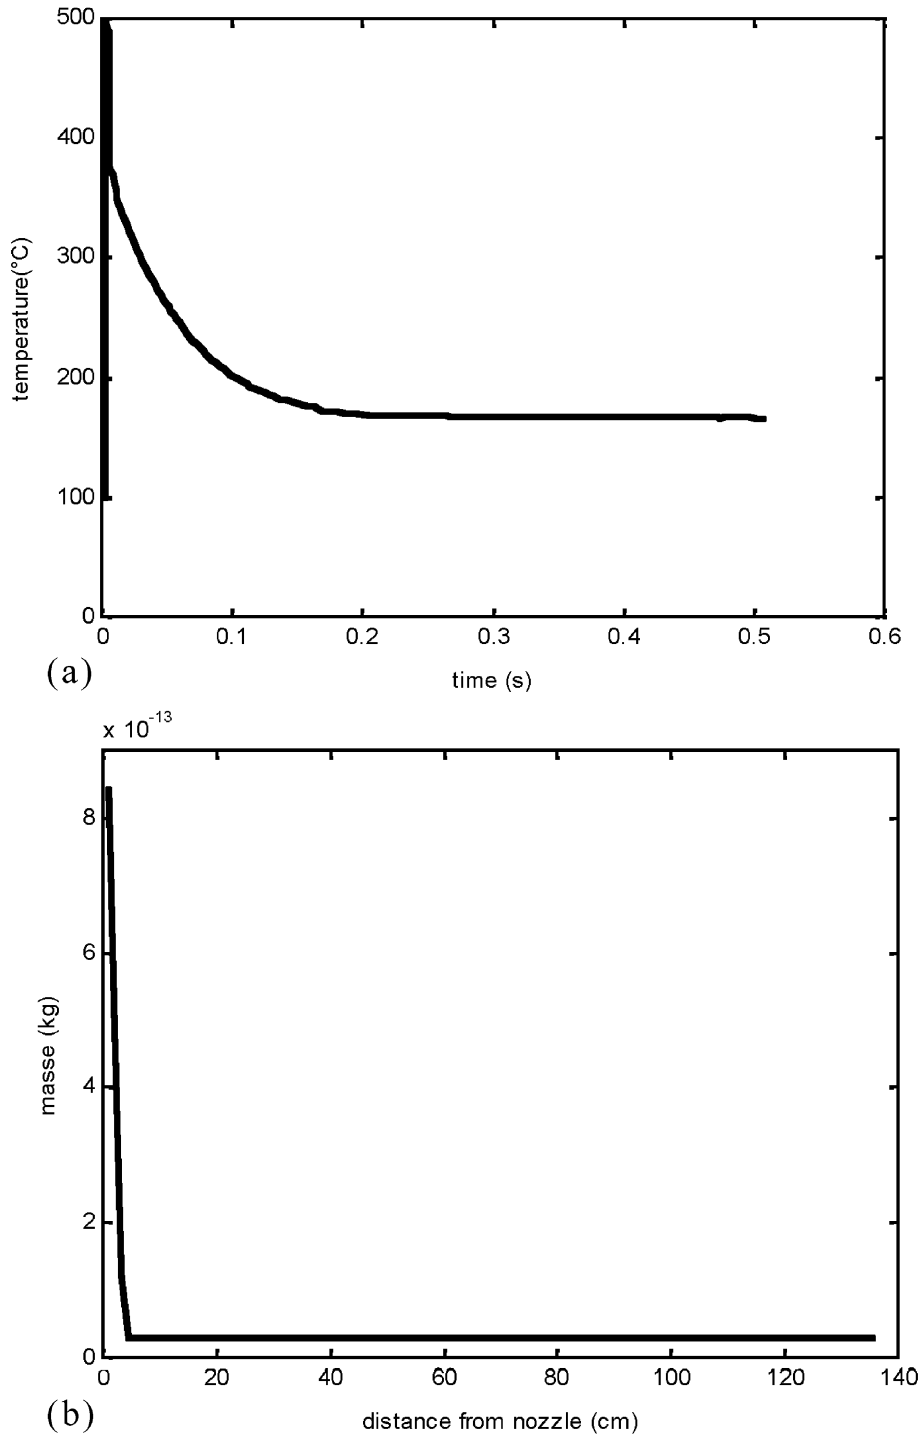 500
400
300
200
100
0
temperature(°C)
0 0.1 0.2 0.3 0.4 0.5 0.6
time (s)
(a)
x 10-13
8
6
4
2
0
masse (kg)
0 20 40 60 80 100 120 140
distance from nozzle (cm)
(b)